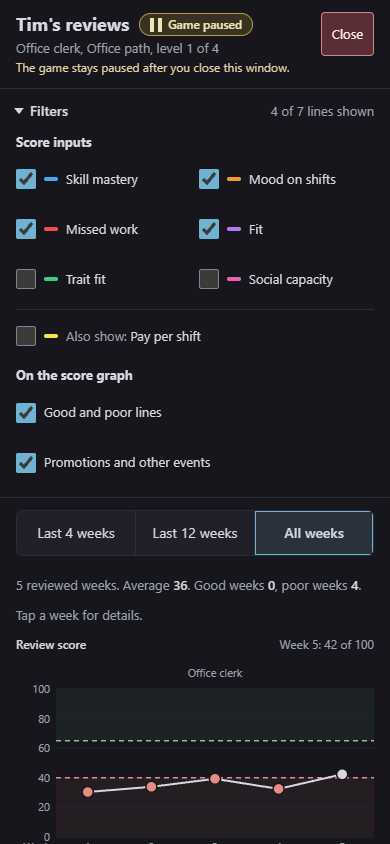 Tim's reviews
Game paused
Close
Office clerk, Office path, level 1 of 4
The game stays paused after you close this window.
Filters
4 of 7 lines shown
Score inputs
Skill mastery
Mood on shifts
Missed work
Fit
Trait fit
Social capacity
Also show: Pay per shift
On the score graph
Good and poor lines
Promotions and other events
Last 4 weeks
Last 12 weeks
All weeks
5 reviewed weeks. Average 36. Good weeks 0, poor weeks 4.
Tap a week for details.
Review score
Week 5: 42 of 100
Office clerk
100
80
60
40
20
0